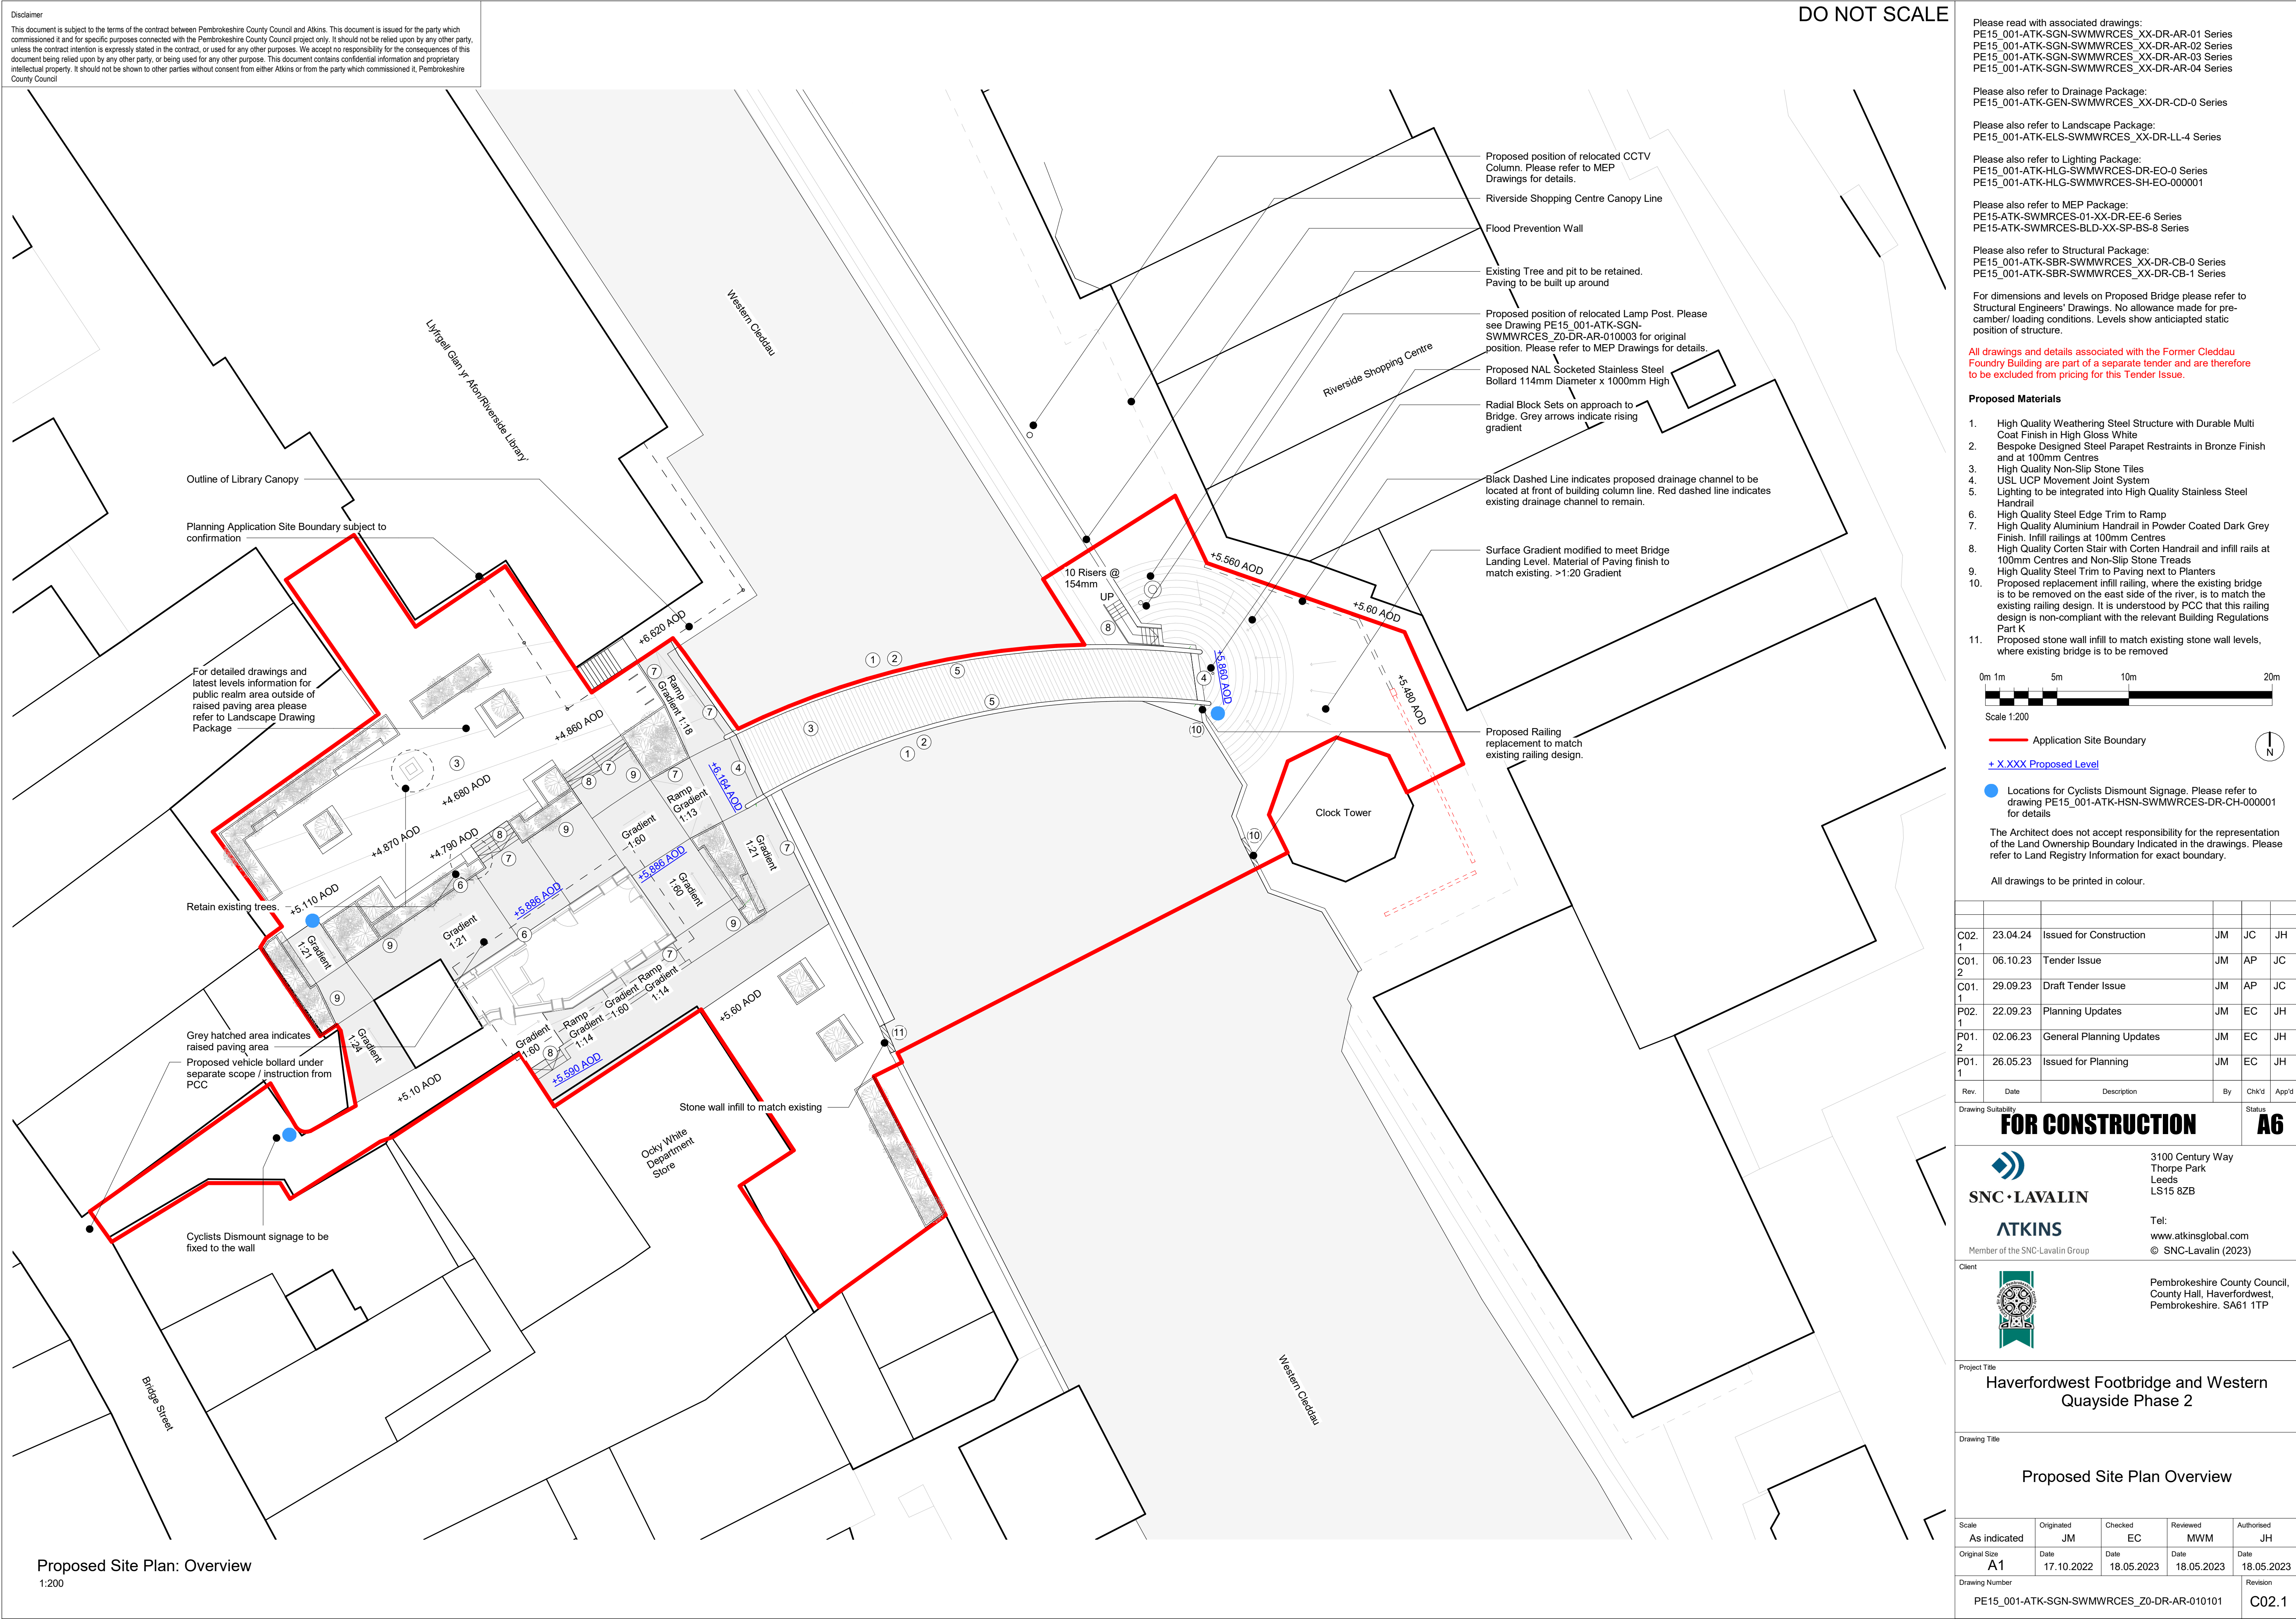 Disclaimer
This document is subject to the terms of the contract between Pembrokeshire County Council and Atkins. This document is issued for the party which
commissioned it and for specific purposes connected with the Pembrokeshire County Council project only. It should not be relied upon by any other party,
unless the contract intention is expressly stated in the contract, or used for any other purposes. We accept no responsibility for the consequences of this
document being relied upon by any other party, or being used for any other purpose. This document contains confidential information and proprietary
intellectual property. It should not be shown to other parties without consent from either Atkins or from the party which commissioned it, Pembrokeshire
County Council
DO NOT SCALE
Western Cleddau
Llyfrgell Glan yr Afon/Riverside Library'
Riverside Shopping Centre
Proposed position of relocated CCTV
Column. Please refer to MEP
Drawings for details.
Riverside Shopping Centre Canopy Line
Flood Prevention Wall
Existing Tree and pit to be retained.
Paving to be built up around
Proposed position of relocated Lamp Post. Please
see Drawing PE15_001-ATK-SGN-
SWMWRCES_Z0-DR-AR-010003 for original
position. Please refer to MEP Drawings for details.
Proposed NAL Socketed Stainless Steel
Bollard 114mm Diameter x 1000mm High
Radial Block Sets on approach to
Bridge. Grey arrows indicate rising
gradient
Black Dashed Line indicates proposed drainage channel to be
located at front of building column line. Red dashed line indicates
existing drainage channel to remain.
Surface Gradient modified to meet Bridge
Landing Level. Material of Paving finish to
match existing. >1:20 Gradient
Proposed Railing
replacement to match
existing railing design.
Outline of Library Canopy
Planning Application Site Boundary subject to
confirmation
For detailed drawings and
latest levels information for
public realm area outside of
raised paving area please
refer to Landscape Drawing
Package
Retain existing trees.
Grey hatched area indicates
raised paving area
Proposed vehicle bollard under
separate scope / instruction from
PCC
Cyclists Dismount signage to be
fixed to the wall
Stone wall infill to match existing
10 Risers @
154mm
UP
8
+5.560 AOD
+5.60 AOD
+5.480 AOD
+5.860 AOD
4
10
10
Clock Tower
+6.620 AOD
1
2
5
5
3
2
1
7
Ramp
Gradient 1:18
7
+4.860 AOD
3
+4.680 AOD
8
7
9
7
+6.164 AOD
4
Ramp
Gradient
1:13
Gradient
1:60
Gradient
1:21
7
+4.870 AOD
+4.790 AOD
8
7
9
6
+5.886 AOD
+5.886 AOD
Gradient
1:60
9
+5.110 AOD
Gradient
1:21
9
Gradient
1:21
6
7
9
Gradient
1:24
Ramp
Gradient
1:14
Gradient
1:60
Ramp
Gradient
1:14
Gradient
1:60
8
+5.590 AOD
+5.10 AOD
+5.60 AOD
11
Ocky White
Department
Store
Bridge Street
Western Cleddau
Proposed Site Plan: Overview
1:200
Please read with associated drawings:
PE15_001-ATK-SGN-SWMWRCES_XX-DR-AR-01 Series
PE15_001-ATK-SGN-SWMWRCES_XX-DR-AR-02 Series
PE15_001-ATK-SGN-SWMWRCES_XX-DR-AR-03 Series
PE15_001-ATK-SGN-SWMWRCES_XX-DR-AR-04 Series
Please also refer to Drainage Package:
PE15_001-ATK-GEN-SWMWRCES_XX-DR-CD-0 Series
Please also refer to Landscape Package:
PE15_001-ATK-ELS-SWMWRCES_XX-DR-LL-4 Series
Please also refer to Lighting Package:
PE15_001-ATK-HLG-SWMWRCES-DR-EO-0 Series
PE15_001-ATK-HLG-SWMWRCES-SH-EO-000001
Please also refer to MEP Package:
PE15-ATK-SWMRCES-01-XX-DR-EE-6 Series
PE15-ATK-SWMRCES-BLD-XX-SP-BS-8 Series
Please also refer to Structural Package:
PE15_001-ATK-SBR-SWMWRCES_XX-DR-CB-0 Series
PE15_001-ATK-SBR-SWMWRCES_XX-DR-CB-1 Series
For dimensions and levels on Proposed Bridge please refer to
Structural Engineers' Drawings. No allowance made for pre-
camber/ loading conditions. Levels show anticiapted static
position of structure.
All drawings and details associated with the Former Cleddau
Foundry Building are part of a separate tender and are therefore
to be excluded from pricing for this Tender Issue.
Proposed Materials
1. High Quality Weathering Steel Structure with Durable Multi
Coat Finish in High Gloss White
2. Bespoke Designed Steel Parapet Restraints in Bronze Finish
and at 100mm Centres
3. High Quality Non-Slip Stone Tiles
4. USL UCP Movement Joint System
5. Lighting to be integrated into High Quality Stainless Steel
Handrail
6. High Quality Steel Edge Trim to Ramp
7. High Quality Aluminium Handrail in Powder Coated Dark Grey
Finish. Infill railings at 100mm Centres
8. High Quality Corten Stair with Corten Handrail and infill rails at
100mm Centres and Non-Slip Stone Treads
9. High Quality Steel Trim to Paving next to Planters
10. Proposed replacement infill railing, where the existing bridge
is to be removed on the east side of the river, is to match the
existing railing design. It is understood by PCC that this railing
design is non-compliant with the relevant Building Regulations
Part K
11. Proposed stone wall infill to match existing stone wall levels,
where existing bridge is to be removed
0m 1m 5m 10m 20m
Scale 1:200
Application Site Boundary
N
+ X.XXX Proposed Level
Locations for Cyclists Dismount Signage. Please refer to
drawing PE15_001-ATK-HSN-SWMWRCES-DR-CH-000001
for details
The Architect does not accept responsibility for the representation
of the Land Ownership Boundary Indicated in the drawings. Please
refer to Land Registry Information for exact boundary.
All drawings to be printed in colour.
C02.1 23.04.24 Issued for Construction JM JC JH
C01.2 06.10.23 Tender Issue JM AP JC
C01.1 29.09.23 Draft Tender Issue JM AP JC
P02.1 22.09.23 Planning Updates JM EC JH
P01.2 02.06.23 General Planning Updates JM EC JH
P01.1 26.05.23 Issued for Planning JM EC JH
Rev. Date Description By Chk'd App'd
Drawing Suitability
FOR CONSTRUCTION
Status
A6
SNC·LAVALIN
ATKINS
Member of the SNC-Lavalin Group
3100 Century Way
Thorpe Park
Leeds
LS15 8ZB
Tel:
www.atkinsglobal.com
© SNC-Lavalin (2023)
Client
Pembrokeshire County Council,
County Hall, Haverfordwest,
Pembrokeshire. SA61 1TP
Project Title
Haverfordwest Footbridge and Western
Quayside Phase 2
Drawing Title
Proposed Site Plan Overview
Scale Originated Checked Reviewed Authorised
As indicated JM EC MWM JH
Original Size Date Date Date Date
A1 17.10.2022 18.05.2023 18.05.2023 18.05.2023
Drawing Number Revision
PE15_001-ATK-SGN-SWMWRCES_Z0-DR-AR-010101 C02.1